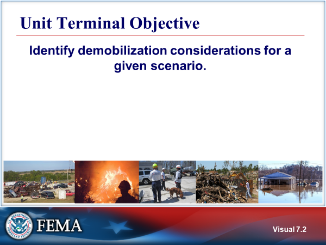 Unit Terminal Objective
Identify demobilization considerations for a
given scenario.
FEMA
Visual 7.2